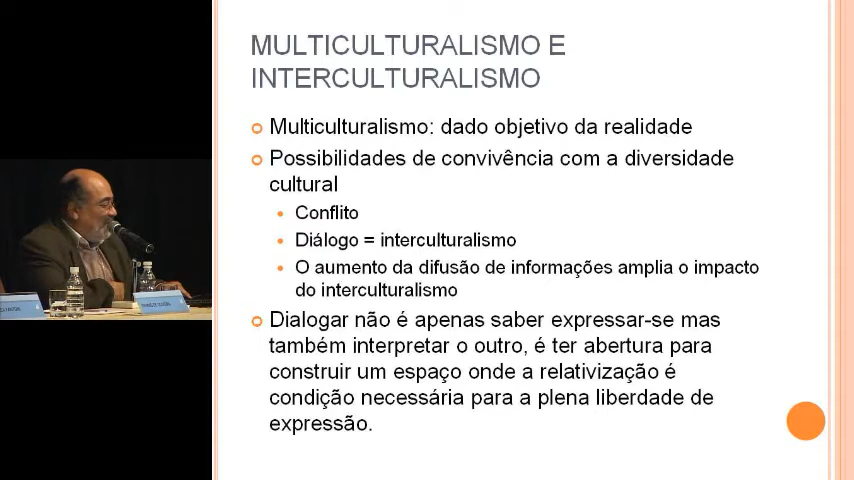 MULTICULTURALISMO E
INTERCULTURALISMO
Multiculturalismo: dado objetivo da realidade
Possibilidades de convivência com a diversidade
cultural
Conflito
Diálogo = interculturalismo
O aumento da difusão de informações amplia o impacto
do interculturalismo
Dialogar não é apenas saber expressar-se mas
também interpretar o outro, é ter abertura para
construir um espaço onde a relativização é
condição necessária para a plena liberdade de
expressão.